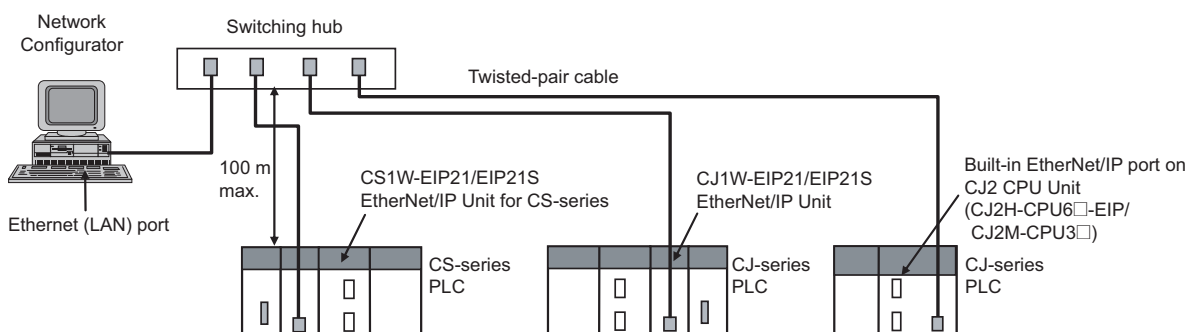 Network
Configurator
Switching hub
Twisted-pair cable
100 m
max.
Ethernet (LAN) port
CS1W-EIP21/EIP21S
EtherNet/IP Unit for CS-series
CJ1W-EIP21/EIP21S
EtherNet/IP Unit
Built-in EtherNet/IP port on
CJ2 CPU Unit
(CJ2H-CPU6□-EIP/
CJ2M-CPU3□)
CS-series
PLC
CJ-series
PLC
CJ-series
PLC